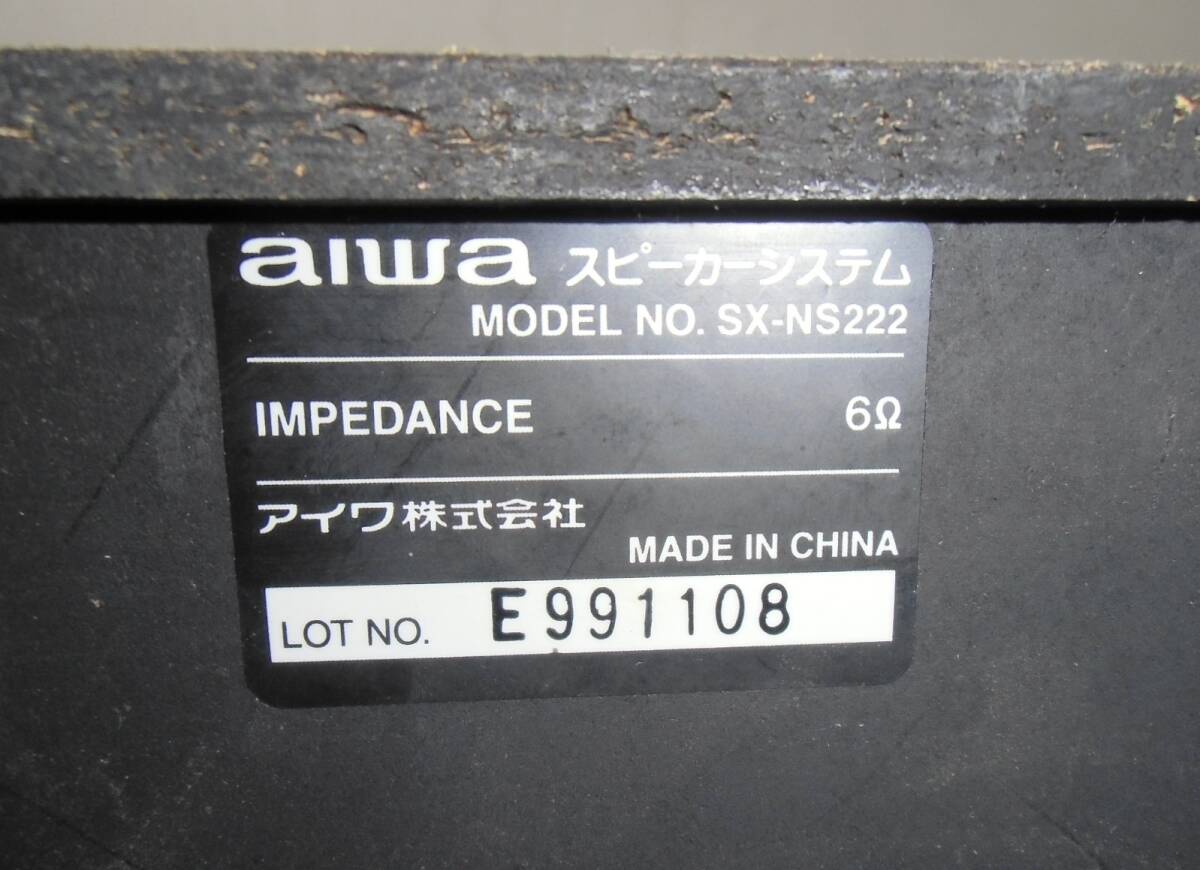 aiwa スピーカーシステム
MODEL NO. SX-NS222
IMPEDANCE 6Ω
アイワ株式会社
MADE IN CHINA
LOT NO. E991108